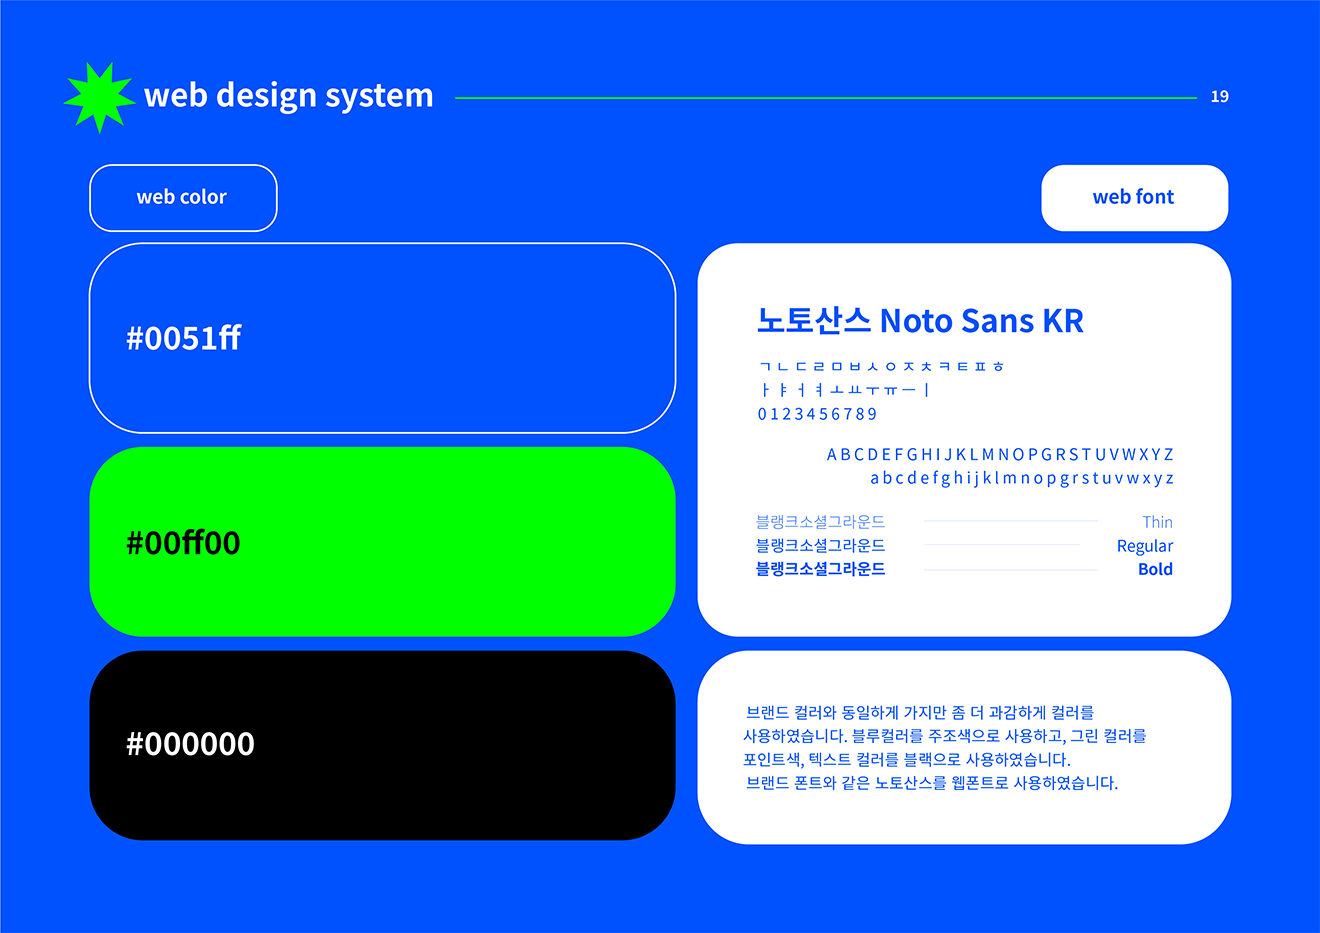 web design system
19
web color
web font
#0051ff
#00ff00
#000000
노토산스 Noto Sans KR
ㄱㄴㄷㄹㅁㅂㅅㅇㅈㅊㅋㅌㅍㅎ
ㅏㅑㅓㅕㅗㅛㅜㅠㅡㅣ
0123456789
ABCDEFGHIJKLMNOPGRSTUVWXYZ
abcdefghijklmnopgrstuvwxyz
블랭크소셜그라운드 Thin
블랭크소셜그라운드 Regular
블랭크소셜그라운드 Bold
브랜드 컬러와 동일하게 가지만 좀 더 과감하게 컬러를
사용하였습니다. 블루컬러를 주조색으로 사용하고, 그린 컬러를
포인트색, 텍스트 컬러를 블랙으로 사용하였습니다.
브랜드 폰트와 같은 노토산스를 웹폰트로 사용하였습니다.